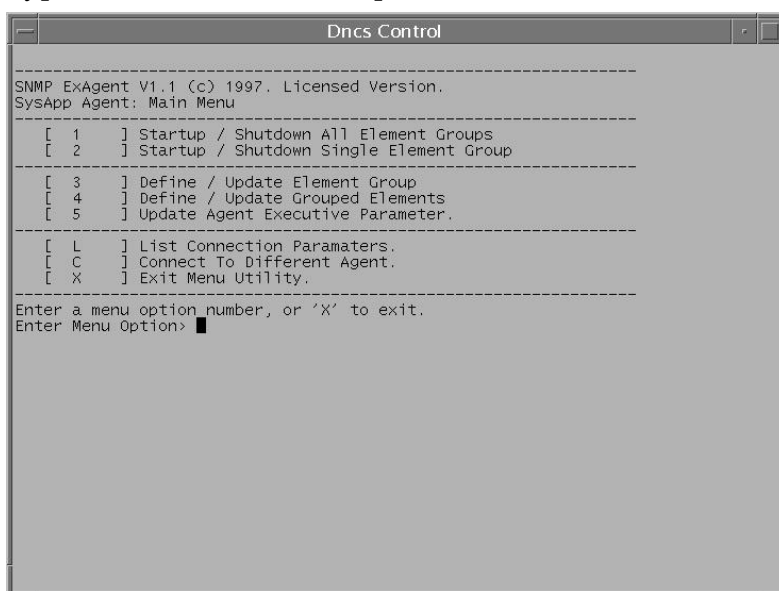 Dncs Control
SNMP ExAgent V1.1 (c) 1997. Licensed Version.
SysApp Agent: Main Menu
[ 1 ] Startup / Shutdown All Element Groups
[ 2 ] Startup / Shutdown Single Element Group
[ 3 ] Define / Update Element Group
[ 4 ] Define / Update Grouped Elements
[ 5 ] Update Agent Executive Parameter.
[ L ] List Connection Paramaters.
[ C ] Connect To Different Agent.
[ X ] Exit Menu Utility.
Enter a menu option number, or 'X' to exit.
Enter Menu Option>